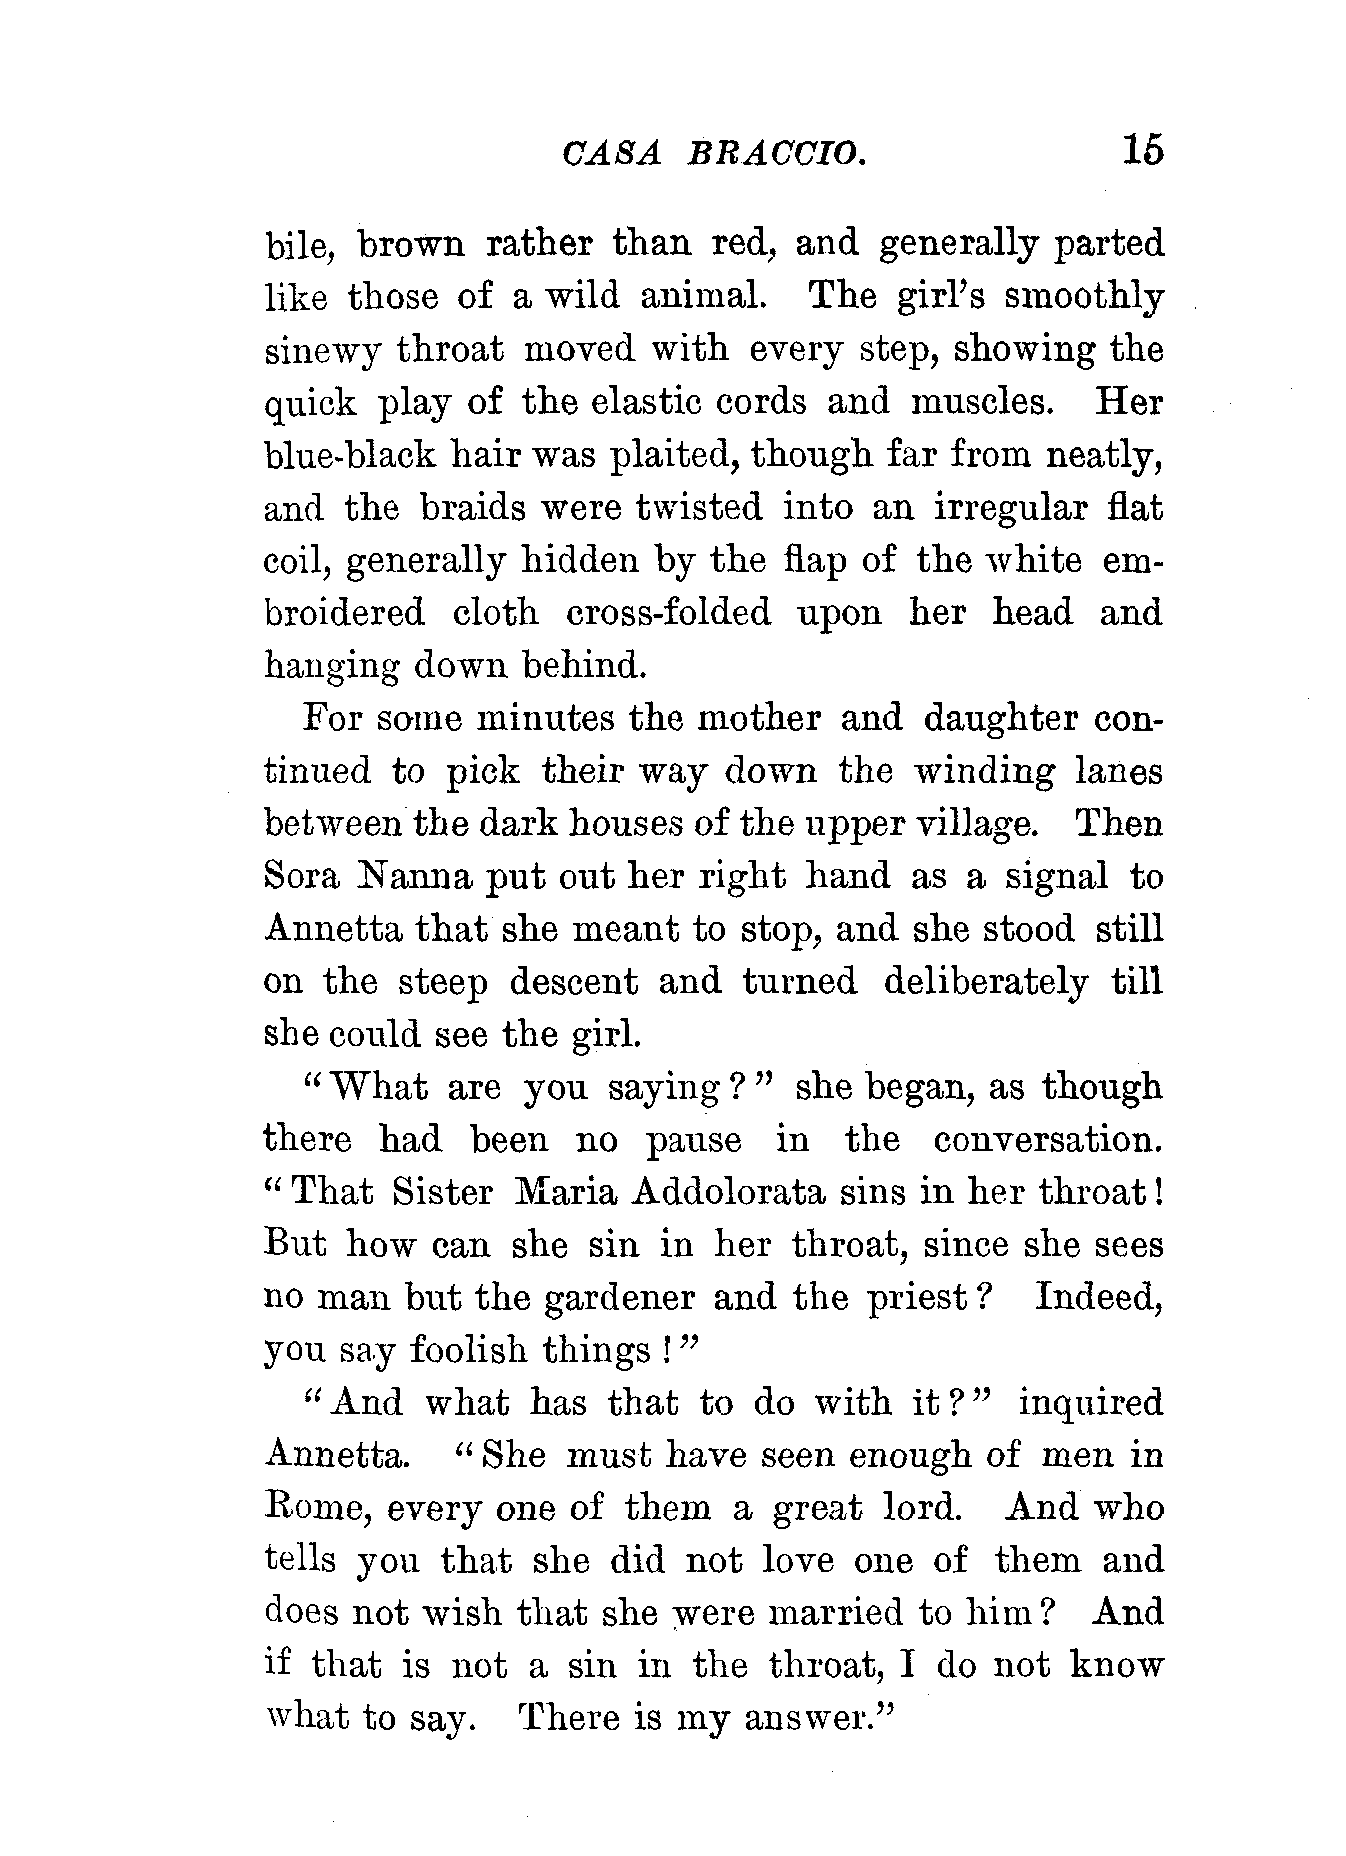 CASA BRACCIO. 15
bile, brown rather than red, and generally parted
like those of a wild animal. The girl's smoothly
sinewy throat moved with every step, showing the
quick play of the elastic cords and muscles. Her
blue-black hair was plaited, though far from neatly,
and the braids were twisted into an irregular flat
coil, generally hidden by the flap of the white em-
broidered cloth cross-folded upon her head and
hanging down behind.
For some minutes the mother and daughter con-
tinued to pick their way down the winding lanes
between the dark houses of the upper village. Then
Sora Nanna put out her right hand as a signal to
Annetta that she meant to stop, and she stood still
on the steep descent and turned deliberately till
she could see the girl.
"What are you saying?" she began, as though
there had been no pause in the conversation.
"That Sister Maria Addolorata sins in her throat!
But how can she sin in her throat, since she sees
no man but the gardener and the priest? Indeed,
you say foolish things!"
"And what has that to do with it?" inquired
Annetta. "She must have seen enough of men in
Rome, every one of them a great lord. And who
tells you that she did not love one of them and
does not wish that she were married to him? And
if that is not a sin in the throat, I do not know
what to say. There is my answer."